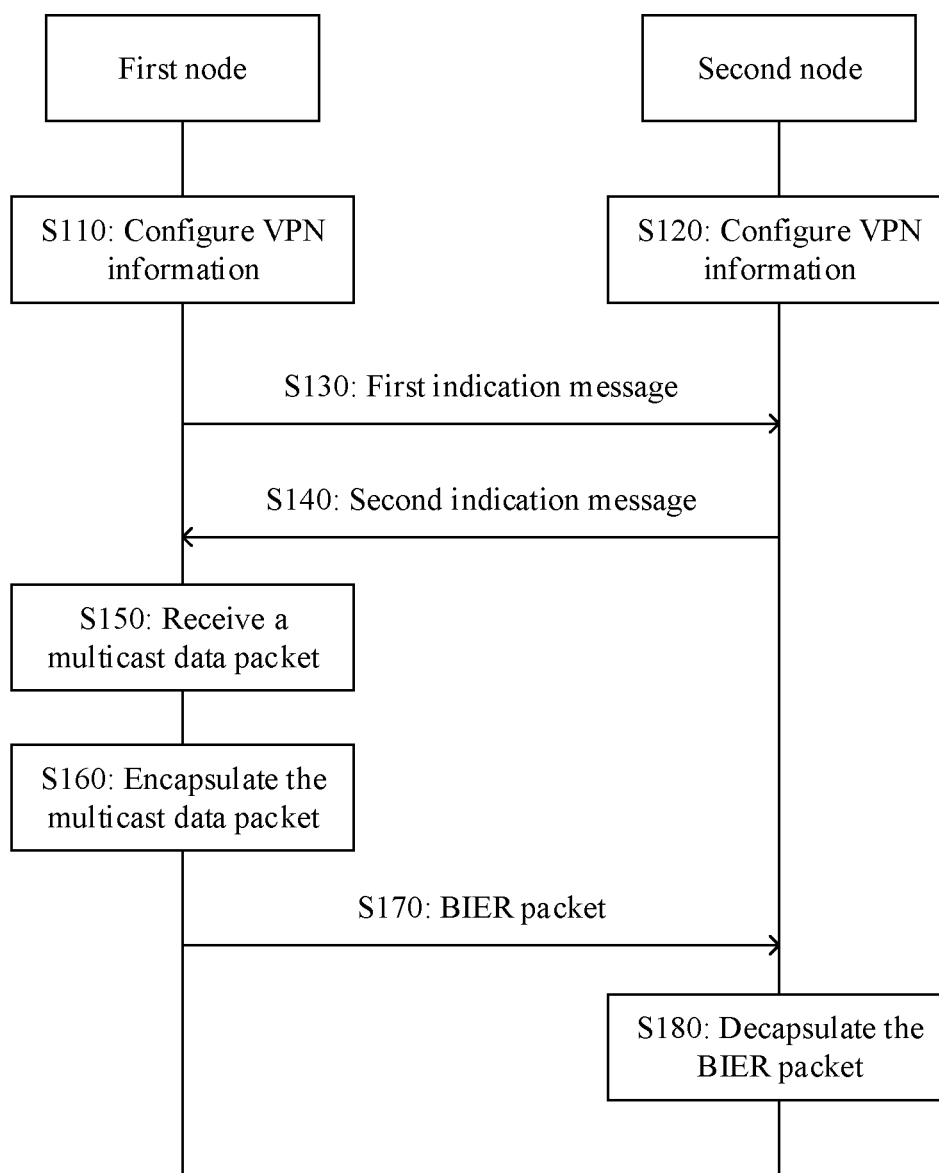 First node
Second node
S110: Configure VPN
information
S120: Configure VPN
information
S130: First indication message
S140: Second indication message
S150: Receive a
multicast data packet
S160: Encapsulate the
multicast data packet
S170: BIER packet
S180: Decapsulate the
BIER packet